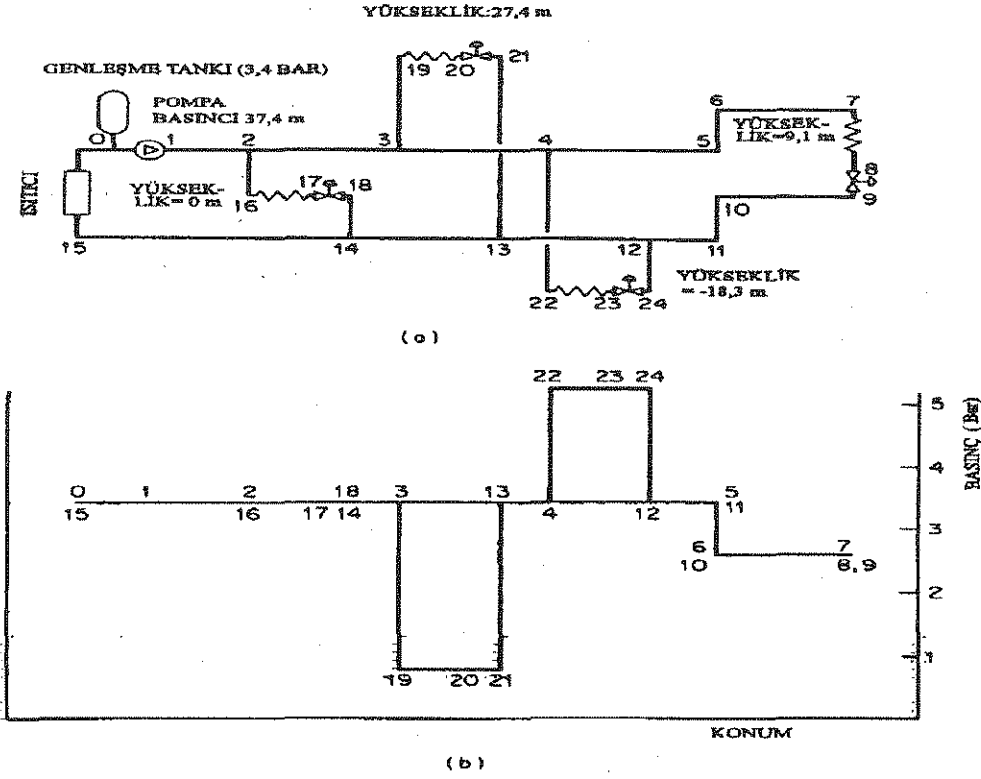 YÜKSEKLİK:27,4 m
19 20 21
GENLEŞME TANKI (3,4 BAR)
POMPA
BASINCI 37,4 m
0 1 2 3 4 5 6 7
YÜKSEK-
LİK=9,1 m
8
9
ISITICI
YÜKSEK-
LİK= 0 m
16 17 18
10
15 14 13 12 11
22 23 24
YÜKSEKLİK
= -18,3 m
(a)
22 23 24
5
4
3
2
1
BASINÇ (Bar)
0 1 2 18 3 13 5
15 16 17 14 4 12 11
6 7
10 8,9
19 20 21
KONUM
(b)